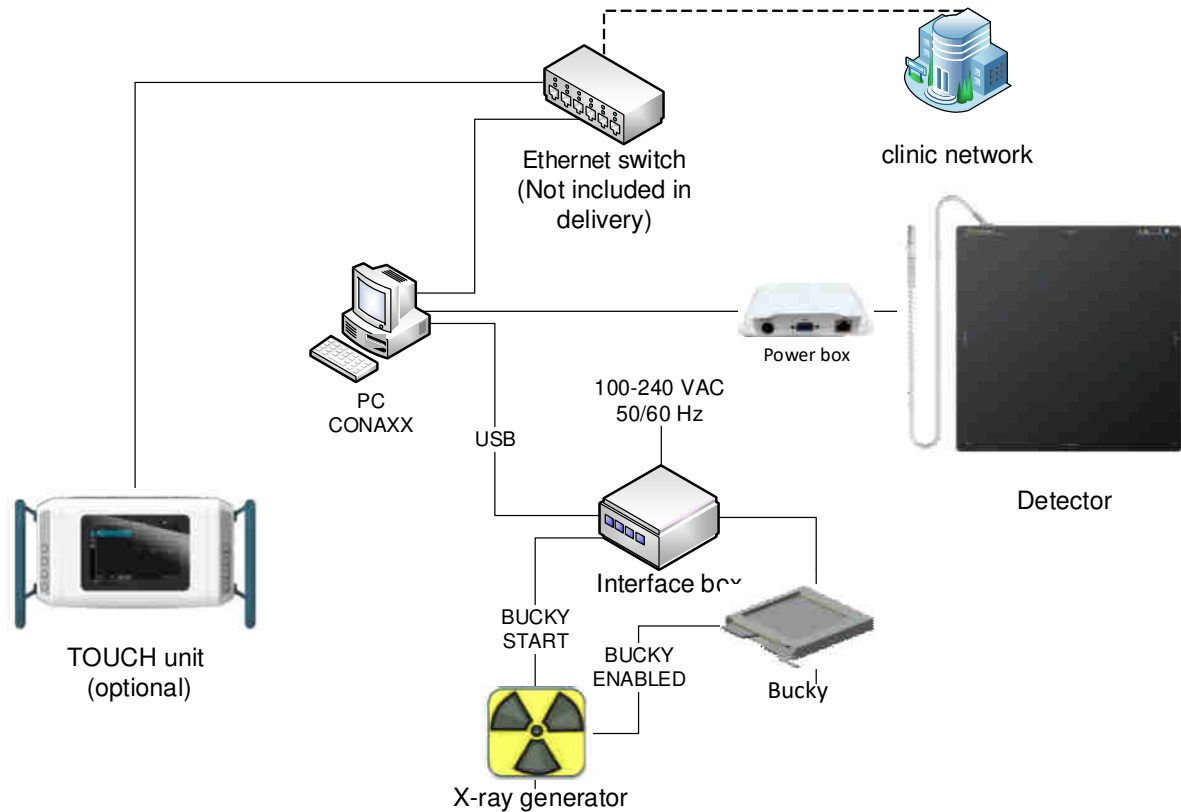 Ethernet switch
(Not included in
delivery)
clinic network
PC
CONAXX
Power box
100-240 VAC
50/60 Hz
USB
Detector
Interface box
TOUCH unit
(optional)
BUCKY
START
BUCKY
ENABLED
Bucky
X-ray generator